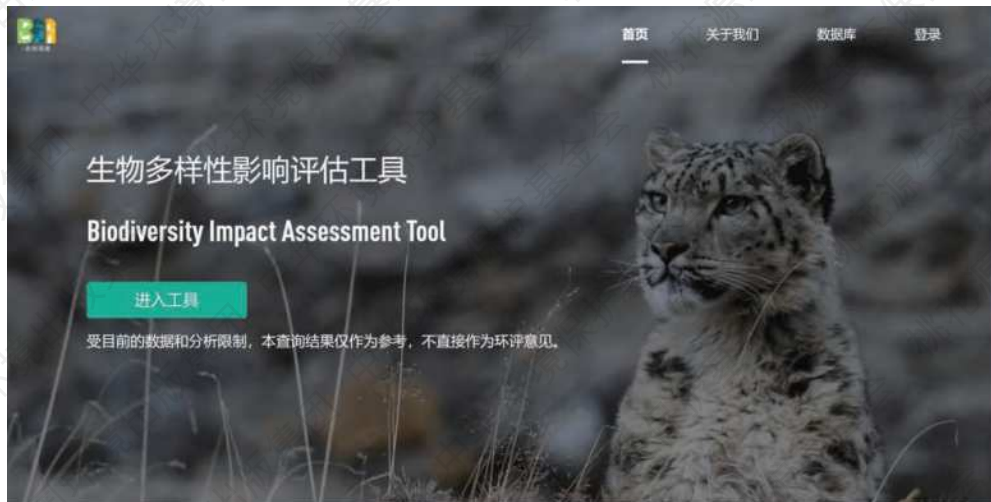 首页
关于我们
数据库
登录
生物多样性影响评估工具
Biodiversity Impact Assessment Tool
进入工具
受目前的数据和分析限制，本查询结果仅作为参考，不直接作为环评意见。